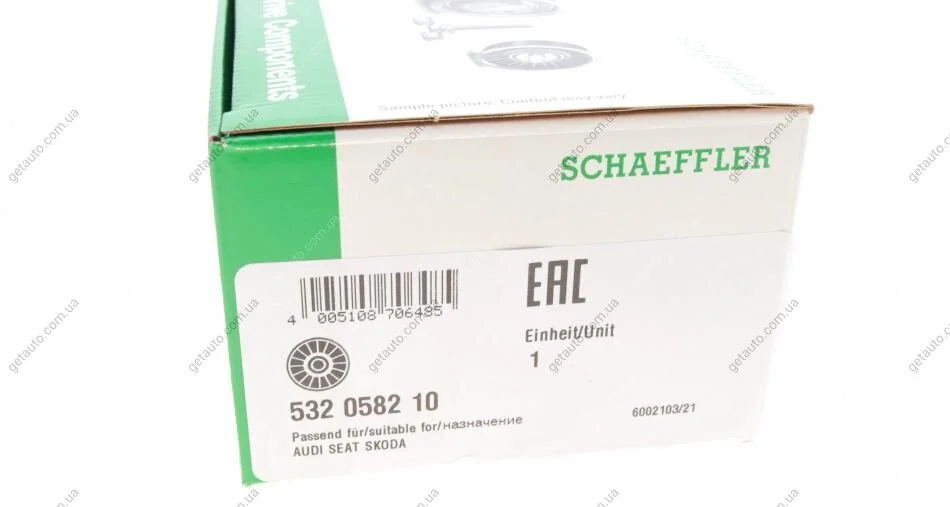 ine Components
Sample picture. Content may vary
SCHAEFFLER
EAC
4 005108 706485
Einheit/Unit
1
532 0582 10
6002103/21
Passend für/suitable for/назначение
AUDI SEAT SKODA
getauto.com.ua